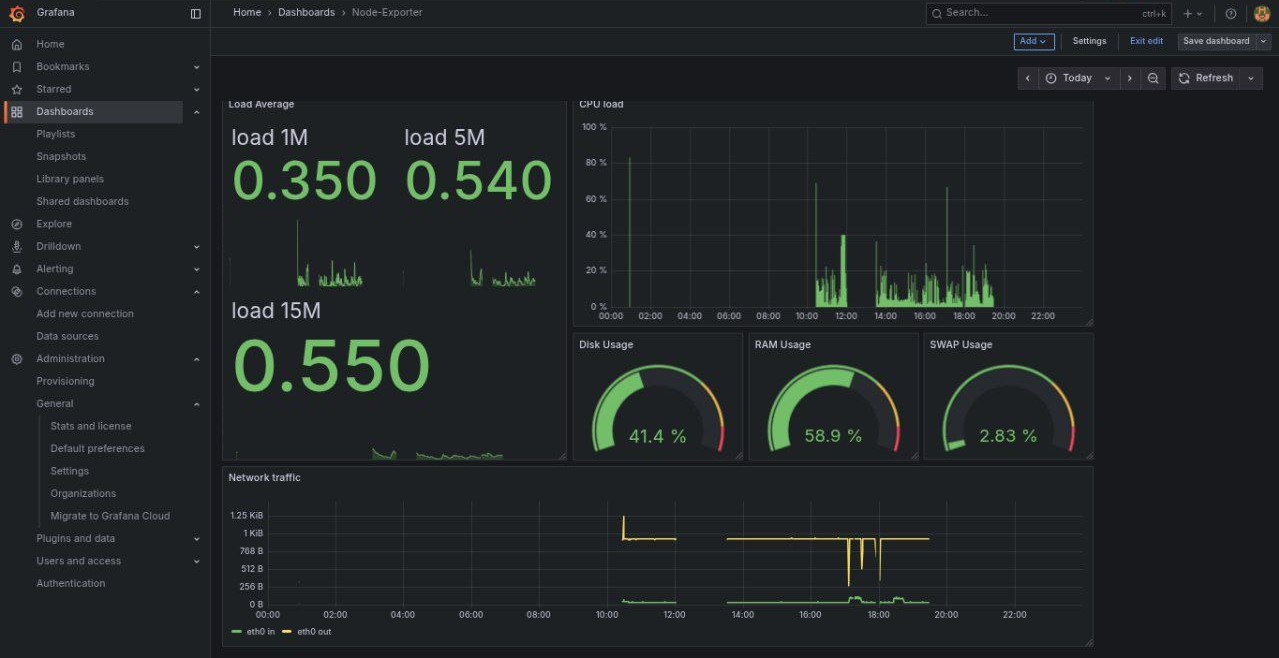 Grafana
Home › Dashboards › Node-Exporter
Search...
ctrl+k
Add
Settings
Exit edit
Save dashboard
Today
Refresh
Home
Bookmarks
Starred
Dashboards
Playlists
Snapshots
Library panels
Shared dashboards
Explore
Drilldown
Alerting
Connections
Add new connection
Data sources
Administration
Provisioning
General
Stats and license
Default preferences
Settings
Organizations
Migrate to Grafana Cloud
Plugins and data
Users and access
Authentication
Load Average
load 1M
0.350
load 5M
0.540
load 15M
0.550
CPU load
100 %
80 %
60 %
40 %
20 %
0 %
00:00 02:00 04:00 06:00 08:00 10:00 12:00 14:00 16:00 18:00 20:00 22:00
Disk Usage
41.4 %
RAM Usage
58.9 %
SWAP Usage
2.83 %
Network traffic
1.25 KiB
1 KiB
768 B
512 B
256 B
0 B
00:00 02:00 04:00 06:00 08:00 10:00 12:00 14:00 16:00 18:00 20:00 22:00
eth0 in eth0 out